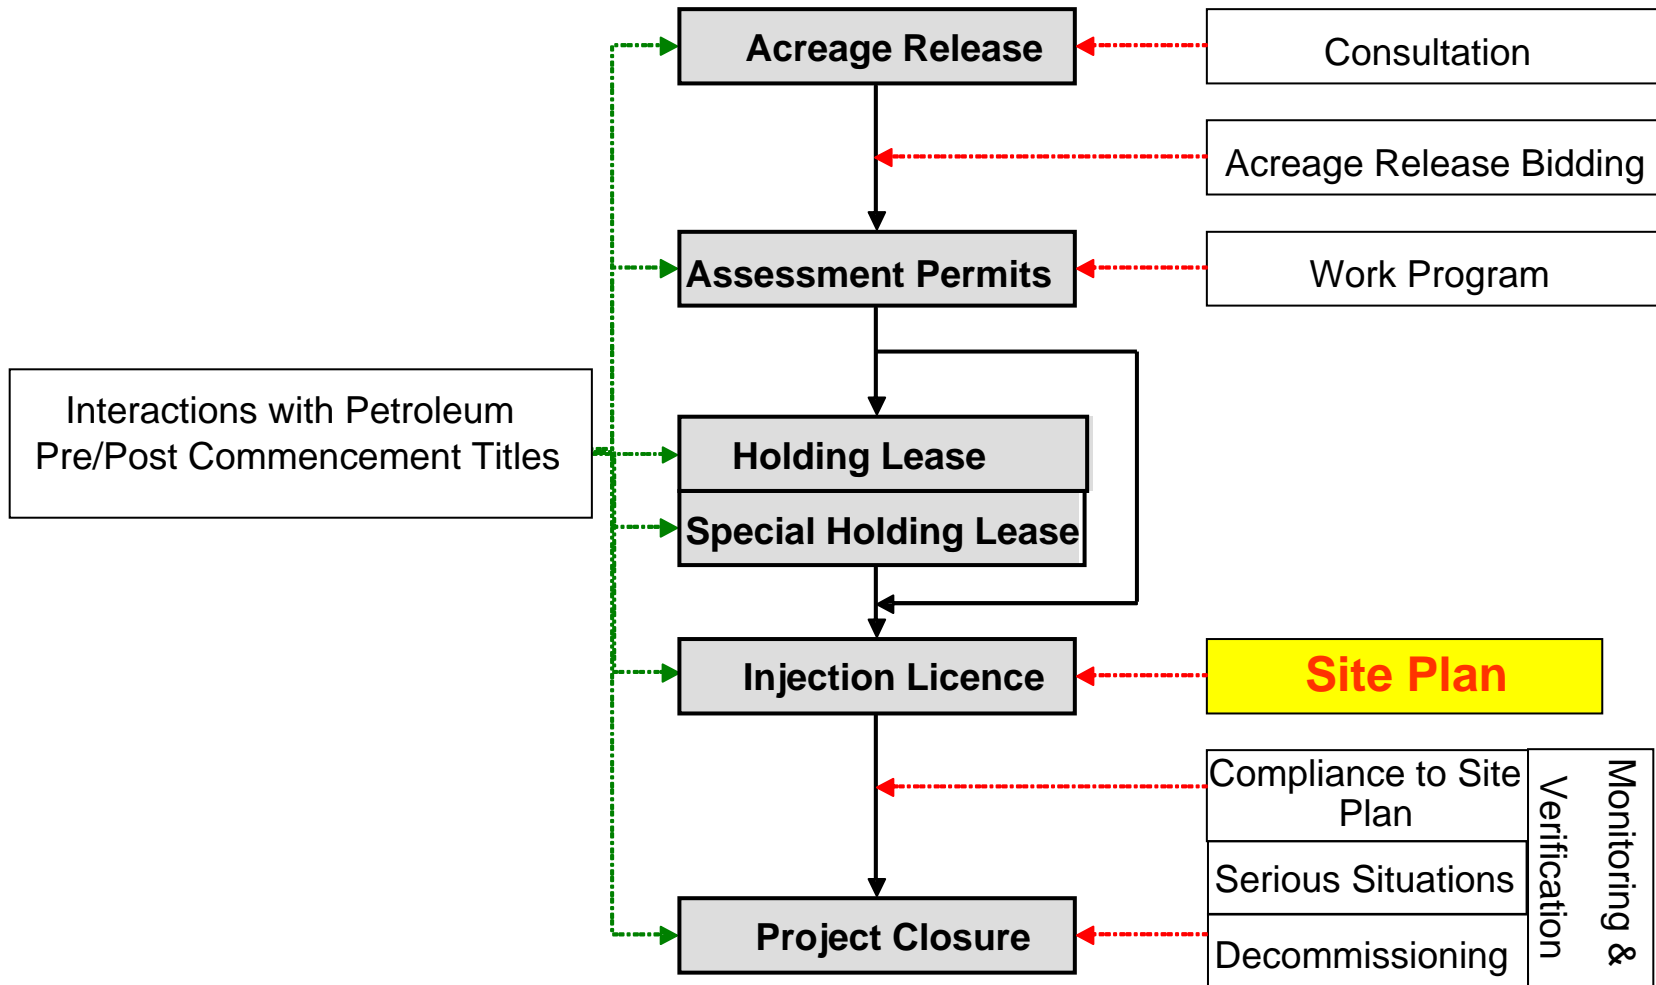 Acreage Release
Consultation
Acreage Release Bidding
Assessment Permits
Work Program
Interactions with Petroleum
Pre/Post Commencement Titles
Holding Lease
Special Holding Lease
Injection Licence
Site Plan
Compliance to Site
Plan
Serious Situations
Decommissioning
Monitoring &
Verification
Project Closure